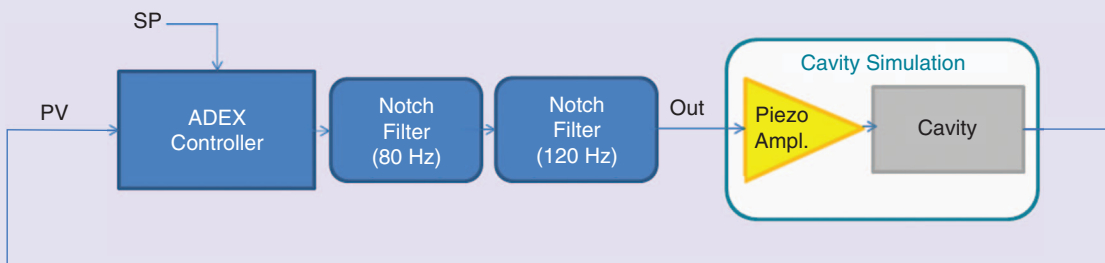 SP
PV
ADEX
Controller
Notch
Filter
(80 Hz)
Notch
Filter
(120 Hz)
Out
Cavity Simulation
Piezo
Ampl.
Cavity